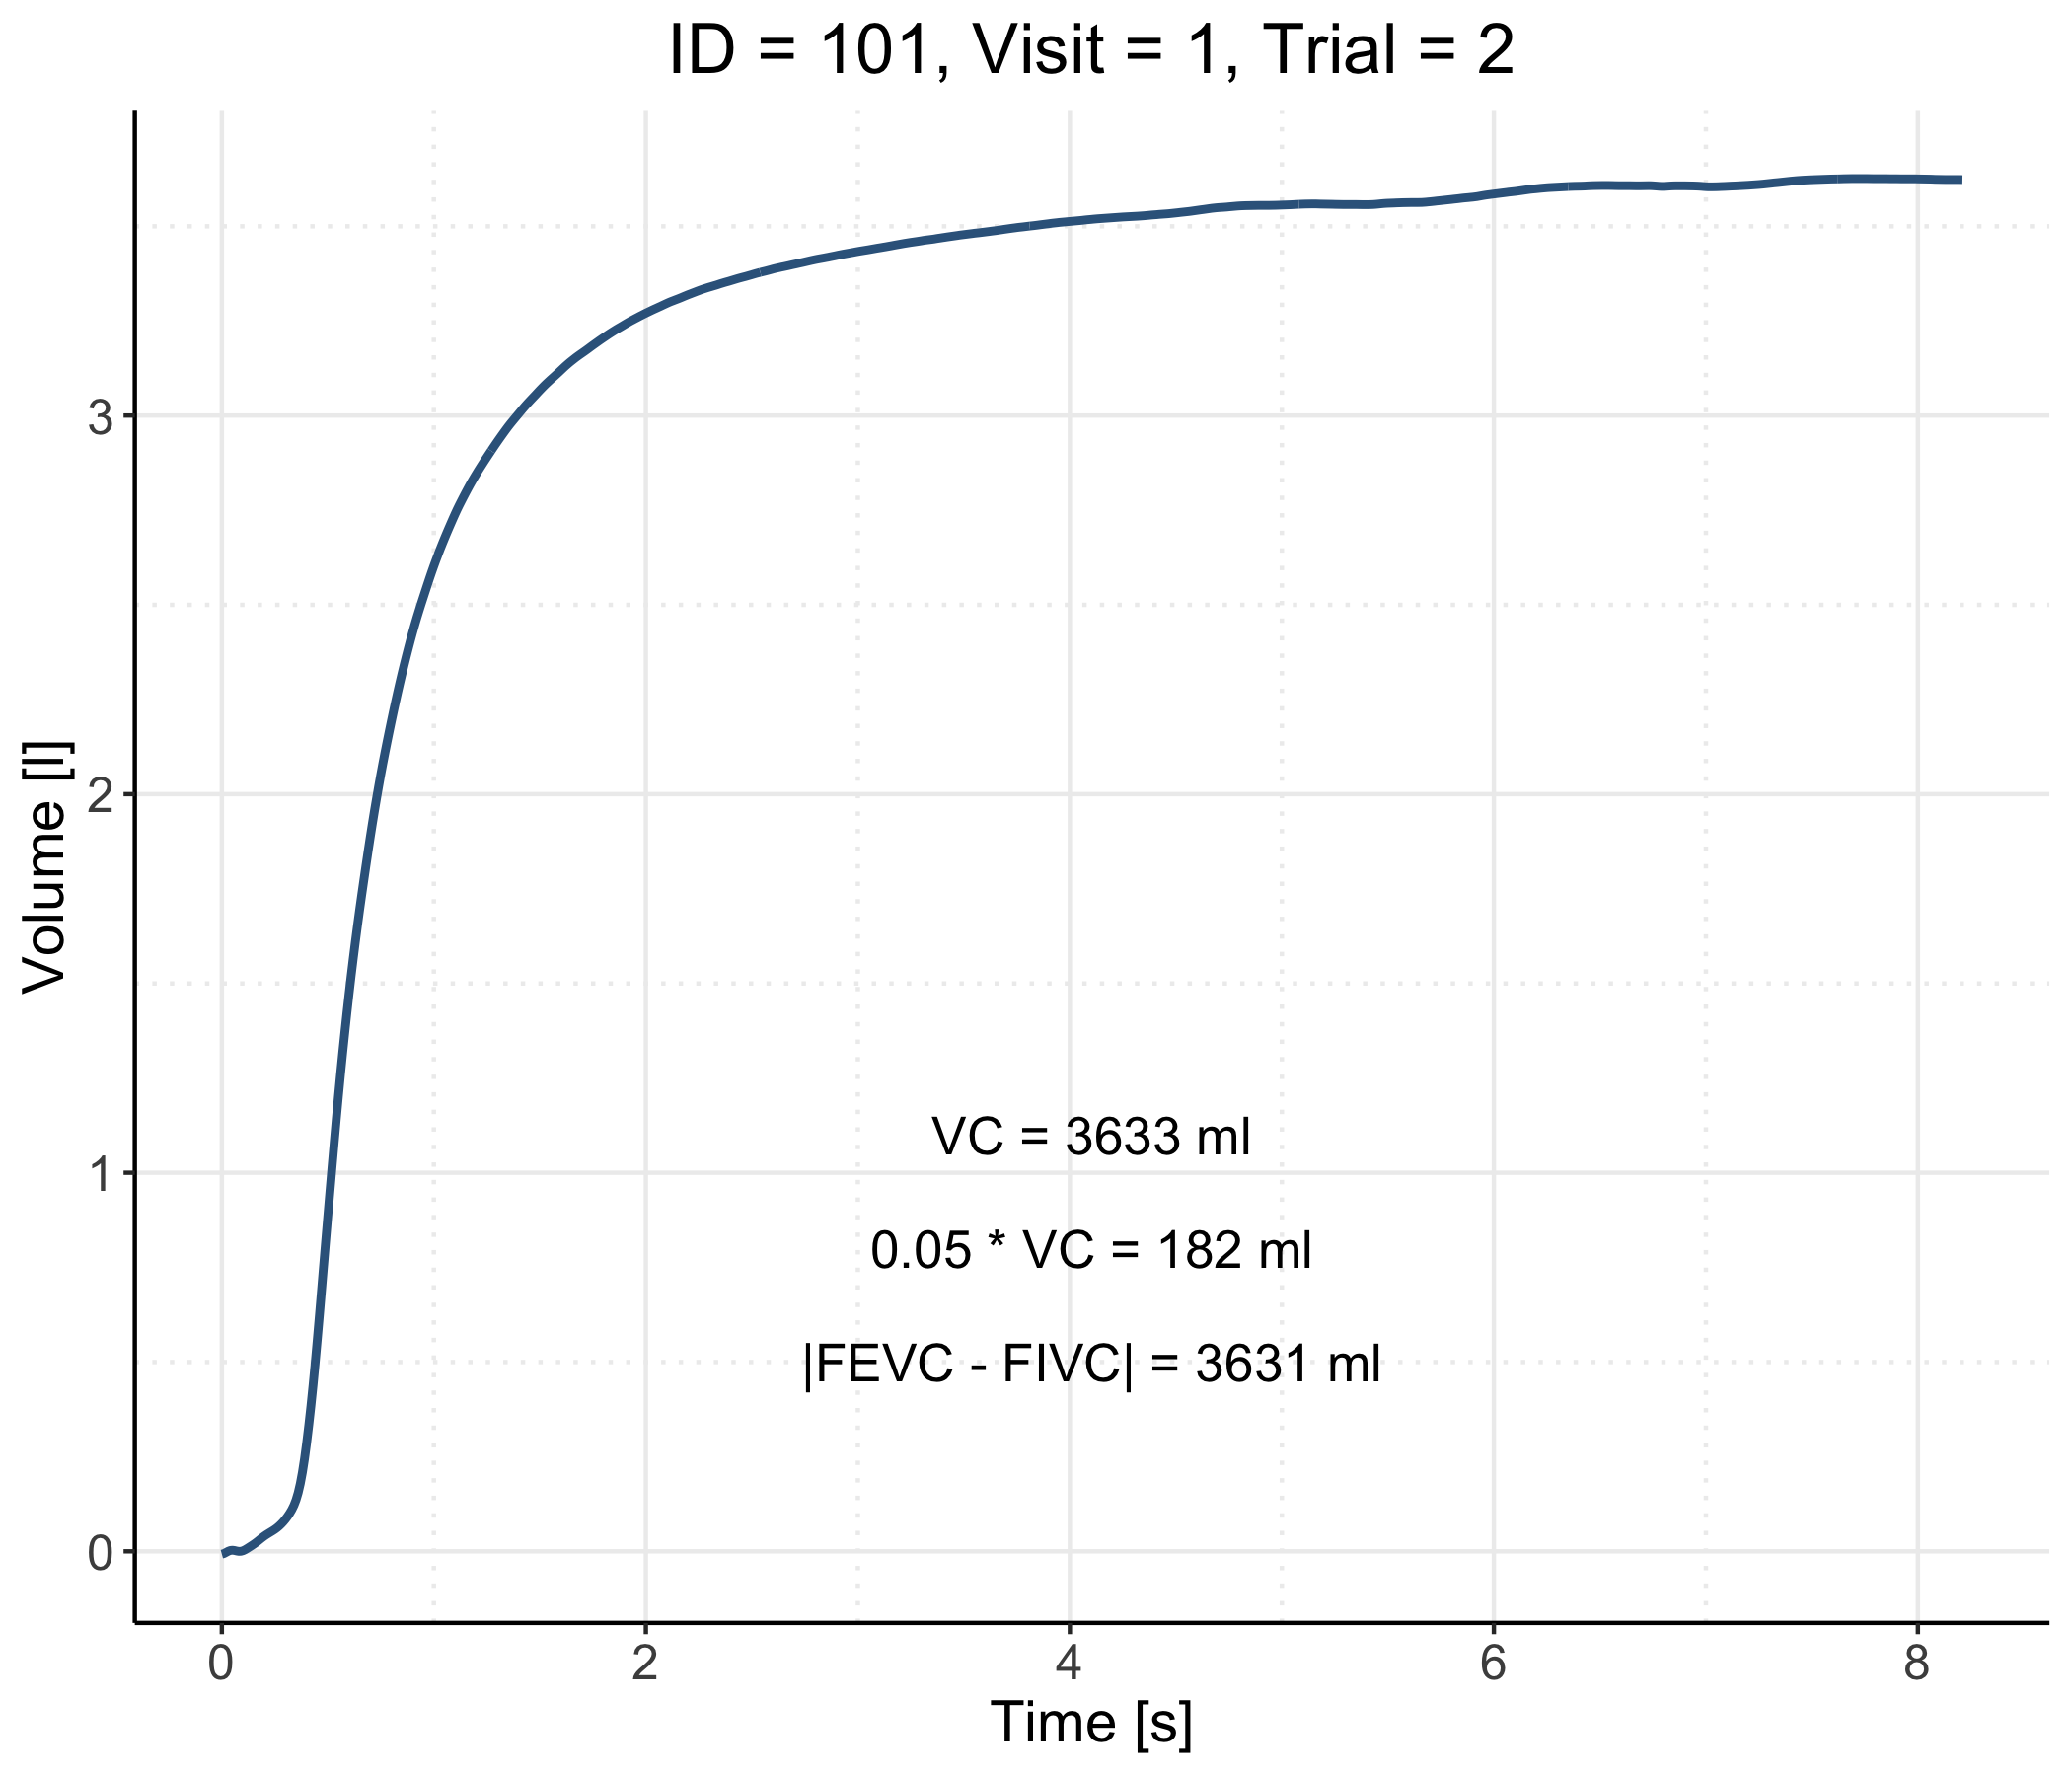 ID = 101, Visit = 1, Trial = 2
Volume [l]
3
2
1
0
VC = 3633 ml
0.05 * VC = 182 ml
|FEVC - FIVC| = 3631 ml
0 2 4 6 8
Time [s]